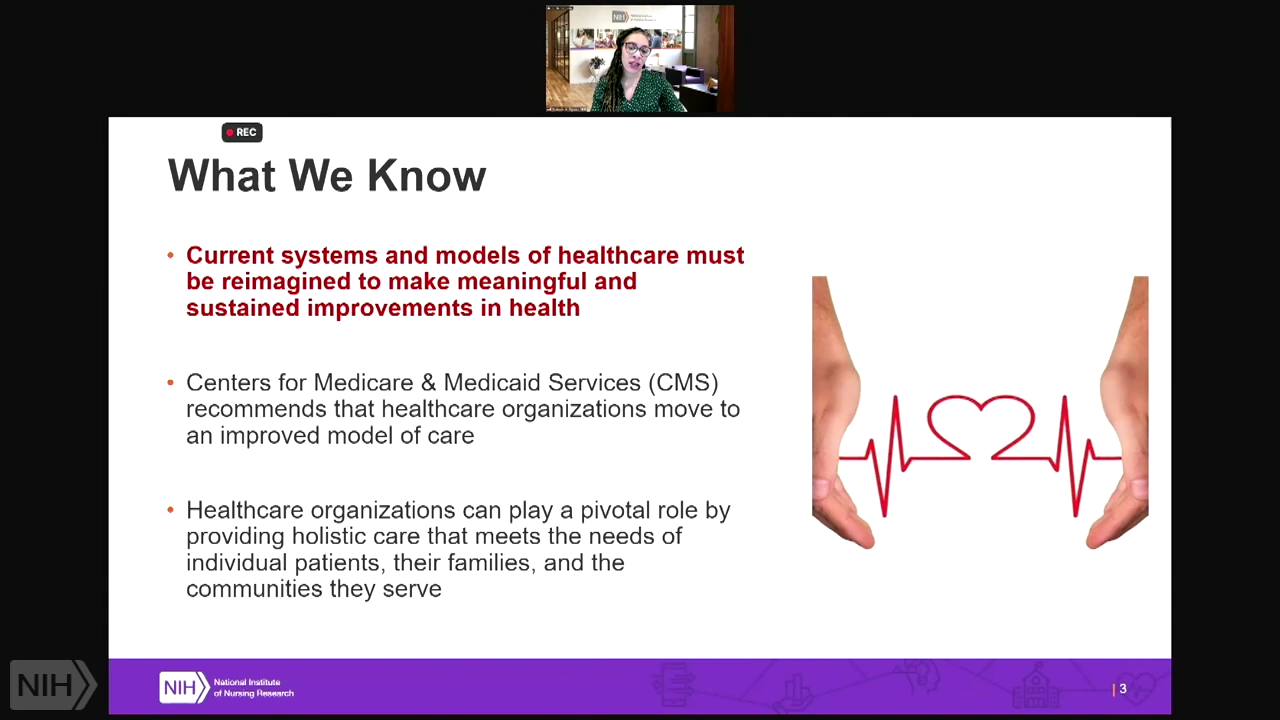 NIH
REC
What We Know
• Current systems and models of healthcare must
be reimagined to make meaningful and
sustained improvements in health
• Centers for Medicare & Medicaid Services (CMS)
recommends that healthcare organizations move to
an improved model of care
• Healthcare organizations can play a pivotal role by
providing holistic care that meets the needs of
individual patients, their families, and the
communities they serve
NIH
NIH
National Institute
of Nursing Research
3